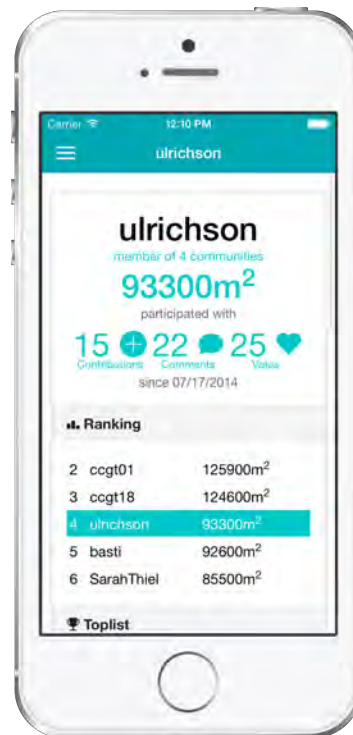 Carrier 12:10 PM
ulrichson
ulrichson
member of 4 communities
93300m²
participated with
15 22 25
Contributions Comments Votes
since 07/17/2014
Ranking
2 ccgt01 125900m²
3 ccgt18 124600m²
4 ulrichson 93300m²
5 basti 92600m²
6 SarahThiel 85500m²
Toplist